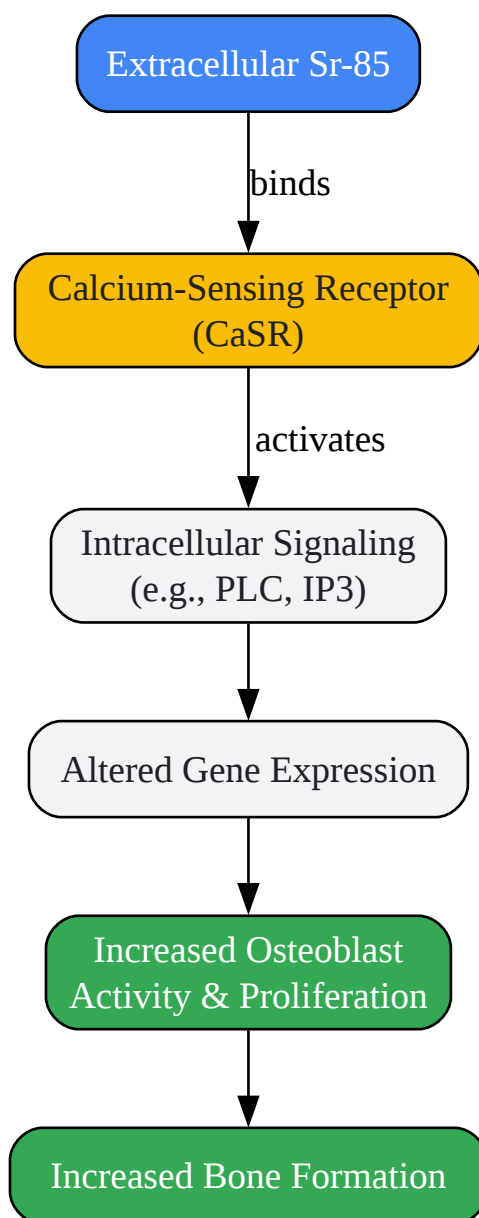 Extracellular Sr-85
binds
Calcium-Sensing Receptor
(CaSR)
activates
Intracellular Signaling
(e.g., PLC, IP3)
Altered Gene Expression
Increased Osteoblast
Activity & Proliferation
Increased Bone Formation